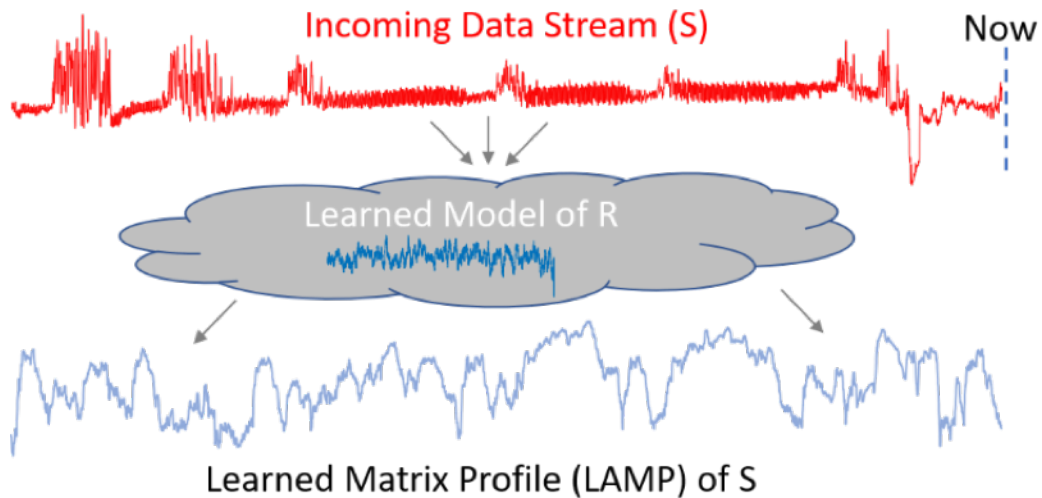 Incoming Data Stream (S)
Now
Learned Model of R
Learned Matrix Profile (LAMP) of S